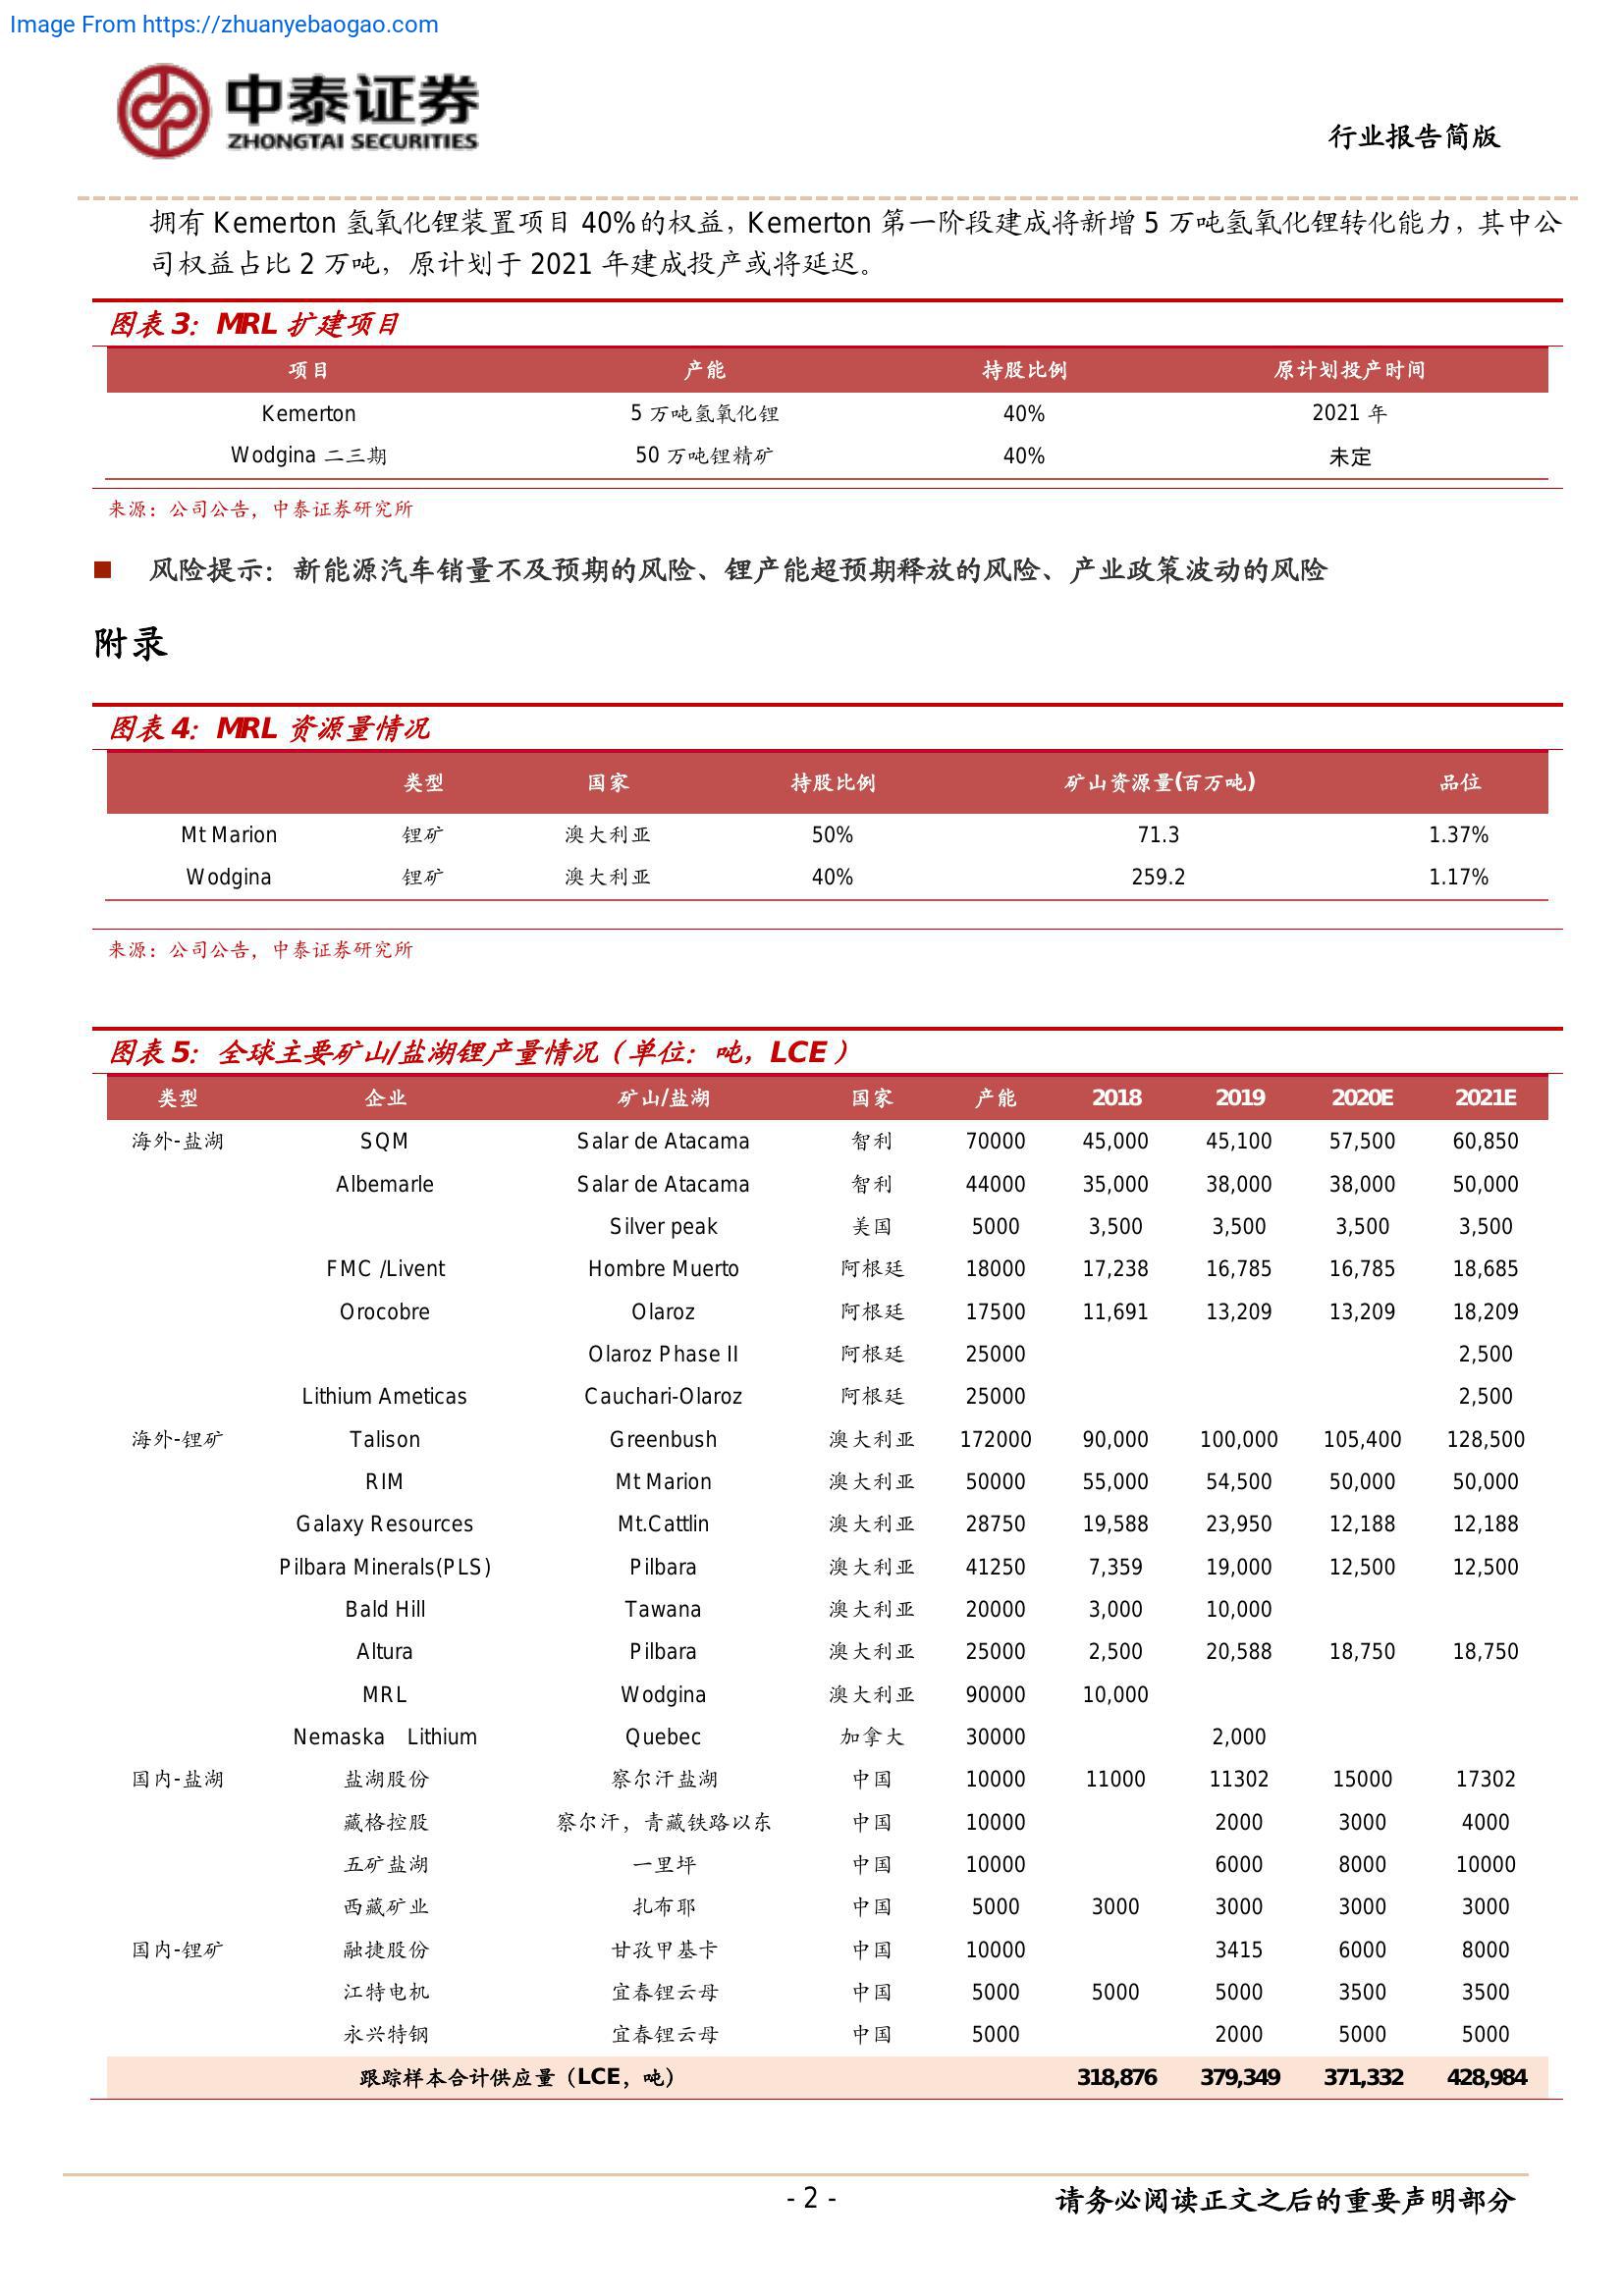 Image From https://zhuanyebaogao.com
中泰证券
ZHONGTAI SECURITIES
行业报告简版
拥有 Kemerton 氢氧化锂装置项目 40%的权益，Kemerton 第一阶段建成将新增 5 万吨氢氧化锂转化能力，其中公
司权益占比 2 万吨，原计划于 2021 年建成投产或将延迟。
图表 3：MRL 扩建项目
项目 产能 持股比例 原计划投产时间
Kemerton 5 万吨氢氧化锂 40% 2021 年
Wodgina 二三期 50 万吨锂精矿 40% 未定
来源：公司公告，中泰证券研究所
■ 风险提示：新能源汽车销量不及预期的风险、锂产能超预期释放的风险、产业政策波动的风险
附录
图表 4：MRL 资源量情况
类型 国家 持股比例 矿山资源量(百万吨) 品位
Mt Marion 锂矿 澳大利亚 50% 71.3 1.37%
Wodgina 锂矿 澳大利亚 40% 259.2 1.17%
来源：公司公告，中泰证券研究所
图表 5：全球主要矿山/盐湖锂产量情况（单位：吨，LCE）
类型 企业 矿山/盐湖 国家 产能 2018 2019 2020E 2021E
海外-盐湖 SQM Salar de Atacama 智利 70000 45,000 45,100 57,500 60,850
Albemarle Salar de Atacama 智利 44000 35,000 38,000 38,000 50,000
Silver peak 美国 5000 3,500 3,500 3,500 3,500
FMC /Livent Hombre Muerto 阿根廷 18000 17,238 16,785 16,785 18,685
Orocobre Olaroz 阿根廷 17500 11,691 13,209 13,209 18,209
Olaroz Phase II 阿根廷 25000 2,500
Lithium Ameticas Cauchari-Olaroz 阿根廷 25000 2,500
海外-锂矿 Talison Greenbush 澳大利亚 172000 90,000 100,000 105,400 128,500
RIM Mt Marion 澳大利亚 50000 55,000 54,500 50,000 50,000
Galaxy Resources Mt.Cattlin 澳大利亚 28750 19,588 23,950 12,188 12,188
Pilbara Minerals(PLS) Pilbara 澳大利亚 41250 7,359 19,000 12,500 12,500
Bald Hill Tawana 澳大利亚 20000 3,000 10,000
Altura Pilbara 澳大利亚 25000 2,500 20,588 18,750 18,750
MRL Wodgina 澳大利亚 90000 10,000
Nemaska Lithium Quebec 加拿大 30000 2,000
国内-盐湖 盐湖股份 察尔汗盐湖 中国 10000 11000 11302 15000 17302
藏格控股 察尔汗，青藏铁路以东 中国 10000 2000 3000 4000
五矿盐湖 一里坪 中国 10000 6000 8000 10000
西藏矿业 扎布耶 中国 5000 3000 3000 3000 3000
国内-锂矿 融捷股份 甘孜甲基卡 中国 10000 3415 6000 8000
江特电机 宜春锂云母 中国 5000 5000 5000 3500 3500
永兴特钢 宜春锂云母 中国 5000 2000 5000 5000
跟踪样本合计供应量（LCE，吨） 318,876 379,349 371,332 428,984
- 2 -
请务必阅读正文之后的重要声明部分